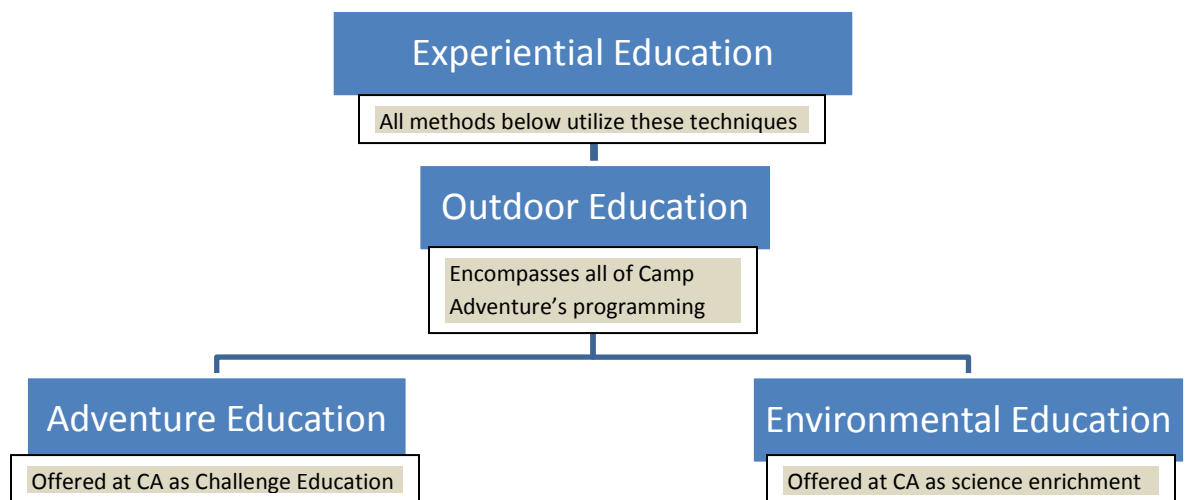 Experiential Education
All methods below utilize these techniques
Outdoor Education
Encompasses all of Camp
Adventure’s programming
Adventure Education
Offered at CA as Challenge Education
Environmental Education
Offered at CA as science enrichment